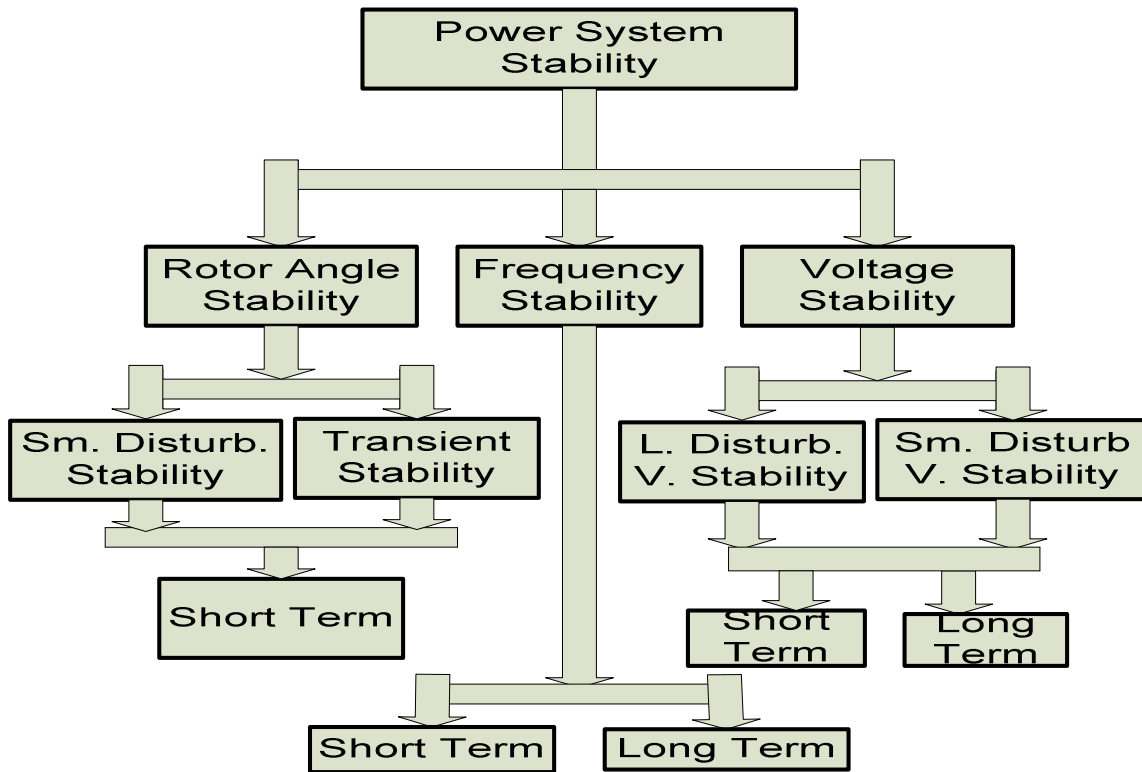 Power System
Stability
Rotor Angle
Stability
Frequency
Stability
Voltage
Stability
Sm. Disturb.
Stability
Transient
Stability
L. Disturb.
V. Stability
Sm. Disturb
V. Stability
Short Term
Short
Term
Long
Term
Short Term
Long Term